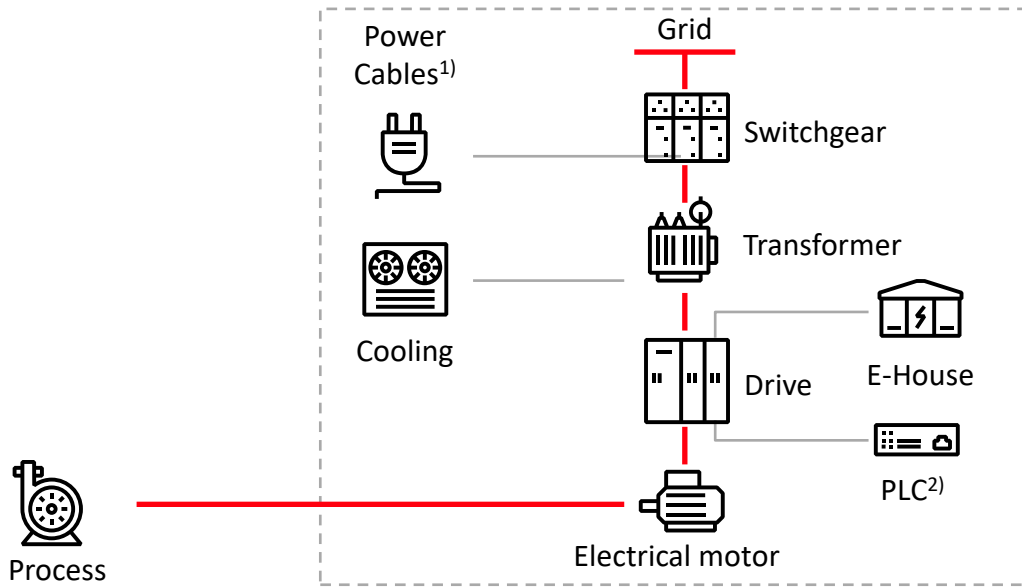 Grid
Power
Cables1)
Switchgear
Transformer
Cooling
Drive
E-House
PLC2)
Electrical motor
Process